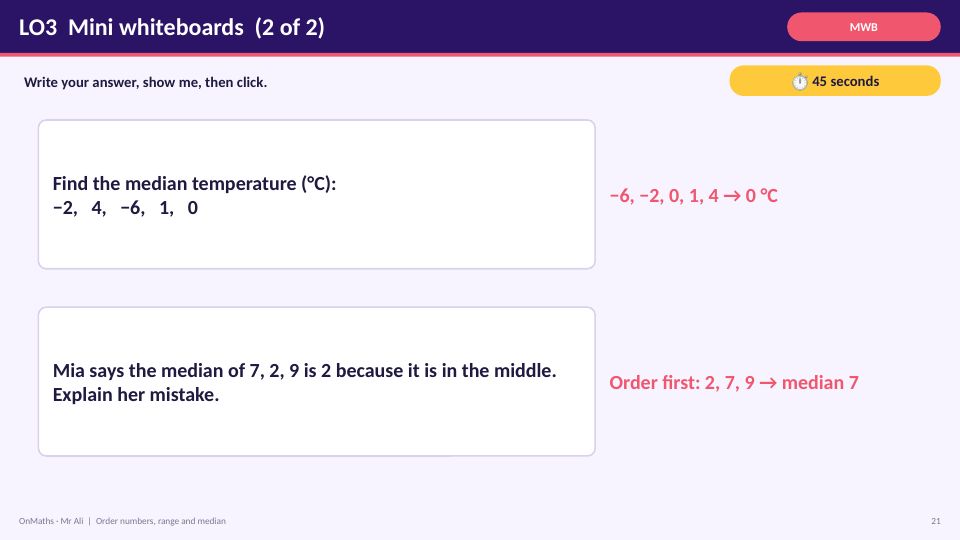 LO3  Mini whiteboards  (2 of 2)
MWB
Write your answer, show me, then click.
⏱️ 45 seconds
Find the median temperature (°C):
−2,   4,   −6,   1,   0
−6, −2, 0, 1, 4 → 0 °C
Mia says the median of 7, 2, 9 is 2 because it is in the middle.
Explain her mistake.
Order first: 2, 7, 9 → median 7
OnMaths · Mr Ali  |  Order numbers, range and median
21